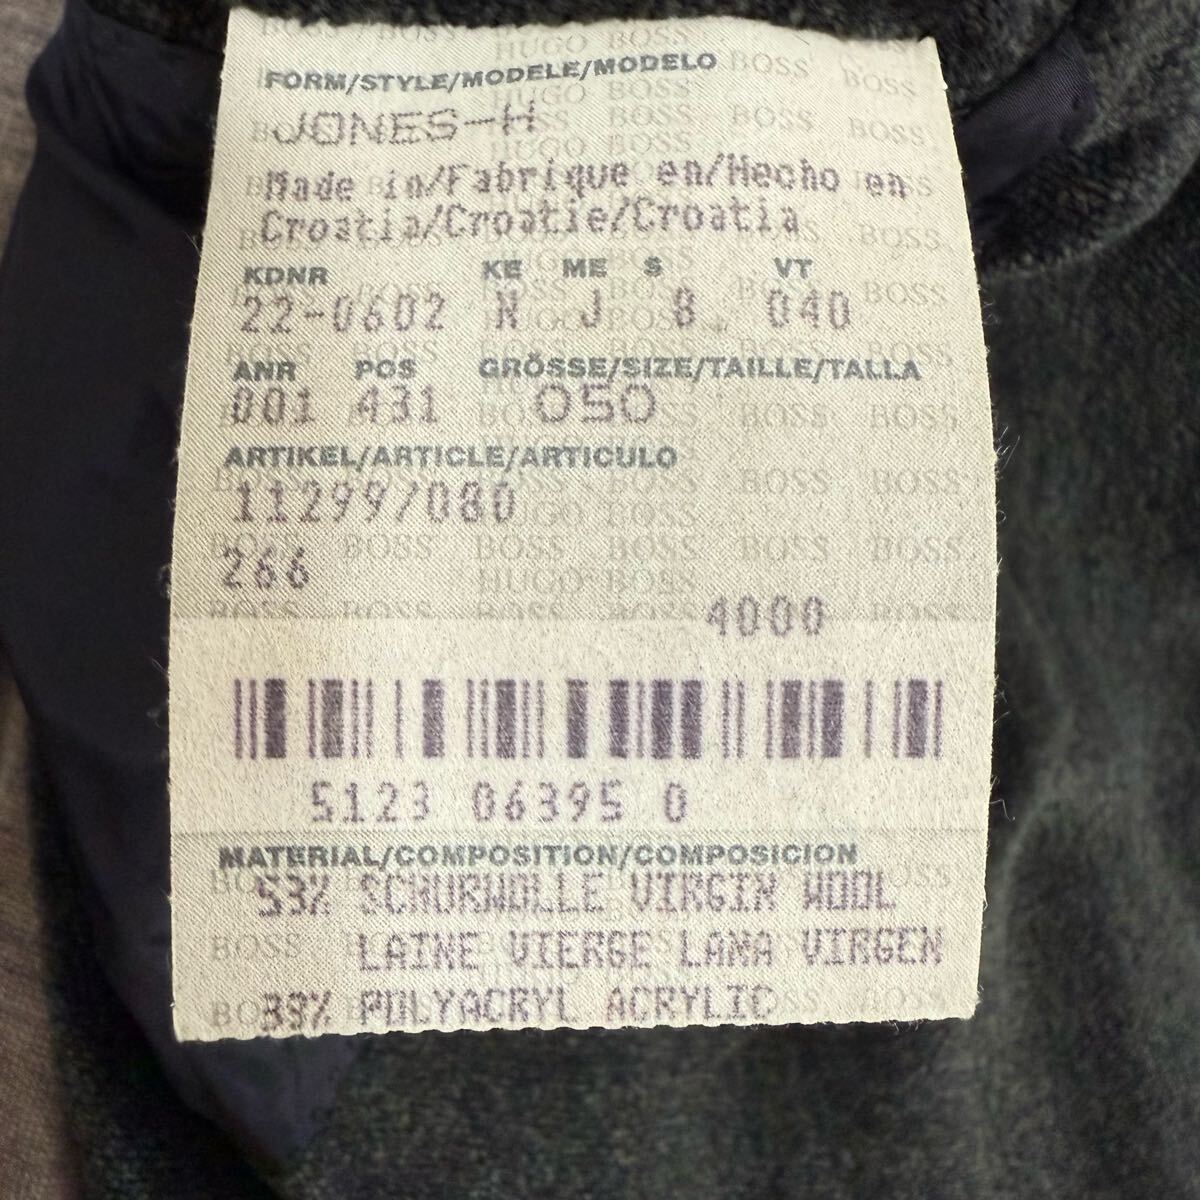 FORM/STYLE/MODELE/MODELO
JONES-H
Made in/Fabrique en/Hecho en
Croatia/Croatie/Croatia
KDNR KE ME S VT
22-0602 N J 8 040
ANR POS GRÖSSE/SIZE/TAILLE/TALLA
001 431 050
ARTIKEL/ARTICLE/ARTICULO
11299/080
266
4000
5123 06395 0
MATERIAL/COMPOSITION/COMPOSICION
53% SCHURWOLLE VIRGIN WOOL
LAINE VIERGE LANA VIRGEN
39% POLYACRYL ACRYLIC